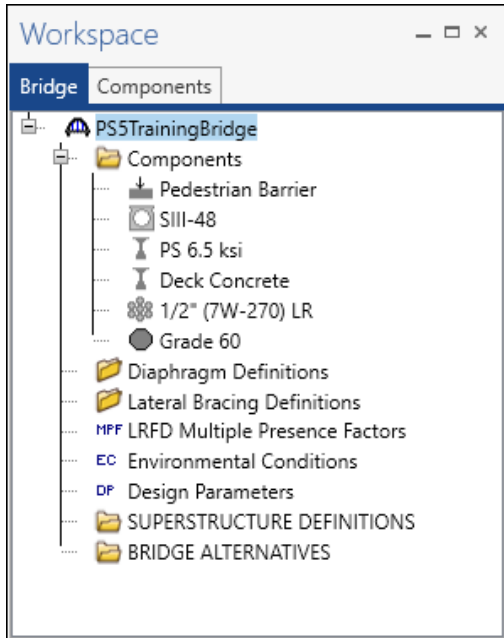 Workspace
Bridge Components
PS5TrainingBridge
Components
Pedestrian Barrier
SIII-48
PS 6.5 ksi
Deck Concrete
1/2" (7W-270) LR
Grade 60
Diaphragm Definitions
Lateral Bracing Definitions
MPF LRFD Multiple Presence Factors
EC Environmental Conditions
DP Design Parameters
SUPERSTRUCTURE DEFINITIONS
BRIDGE ALTERNATIVES